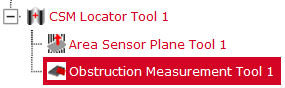 CSM Locator Tool 1
Area Sensor Plane Tool 1
Obstruction Measurement Tool 1